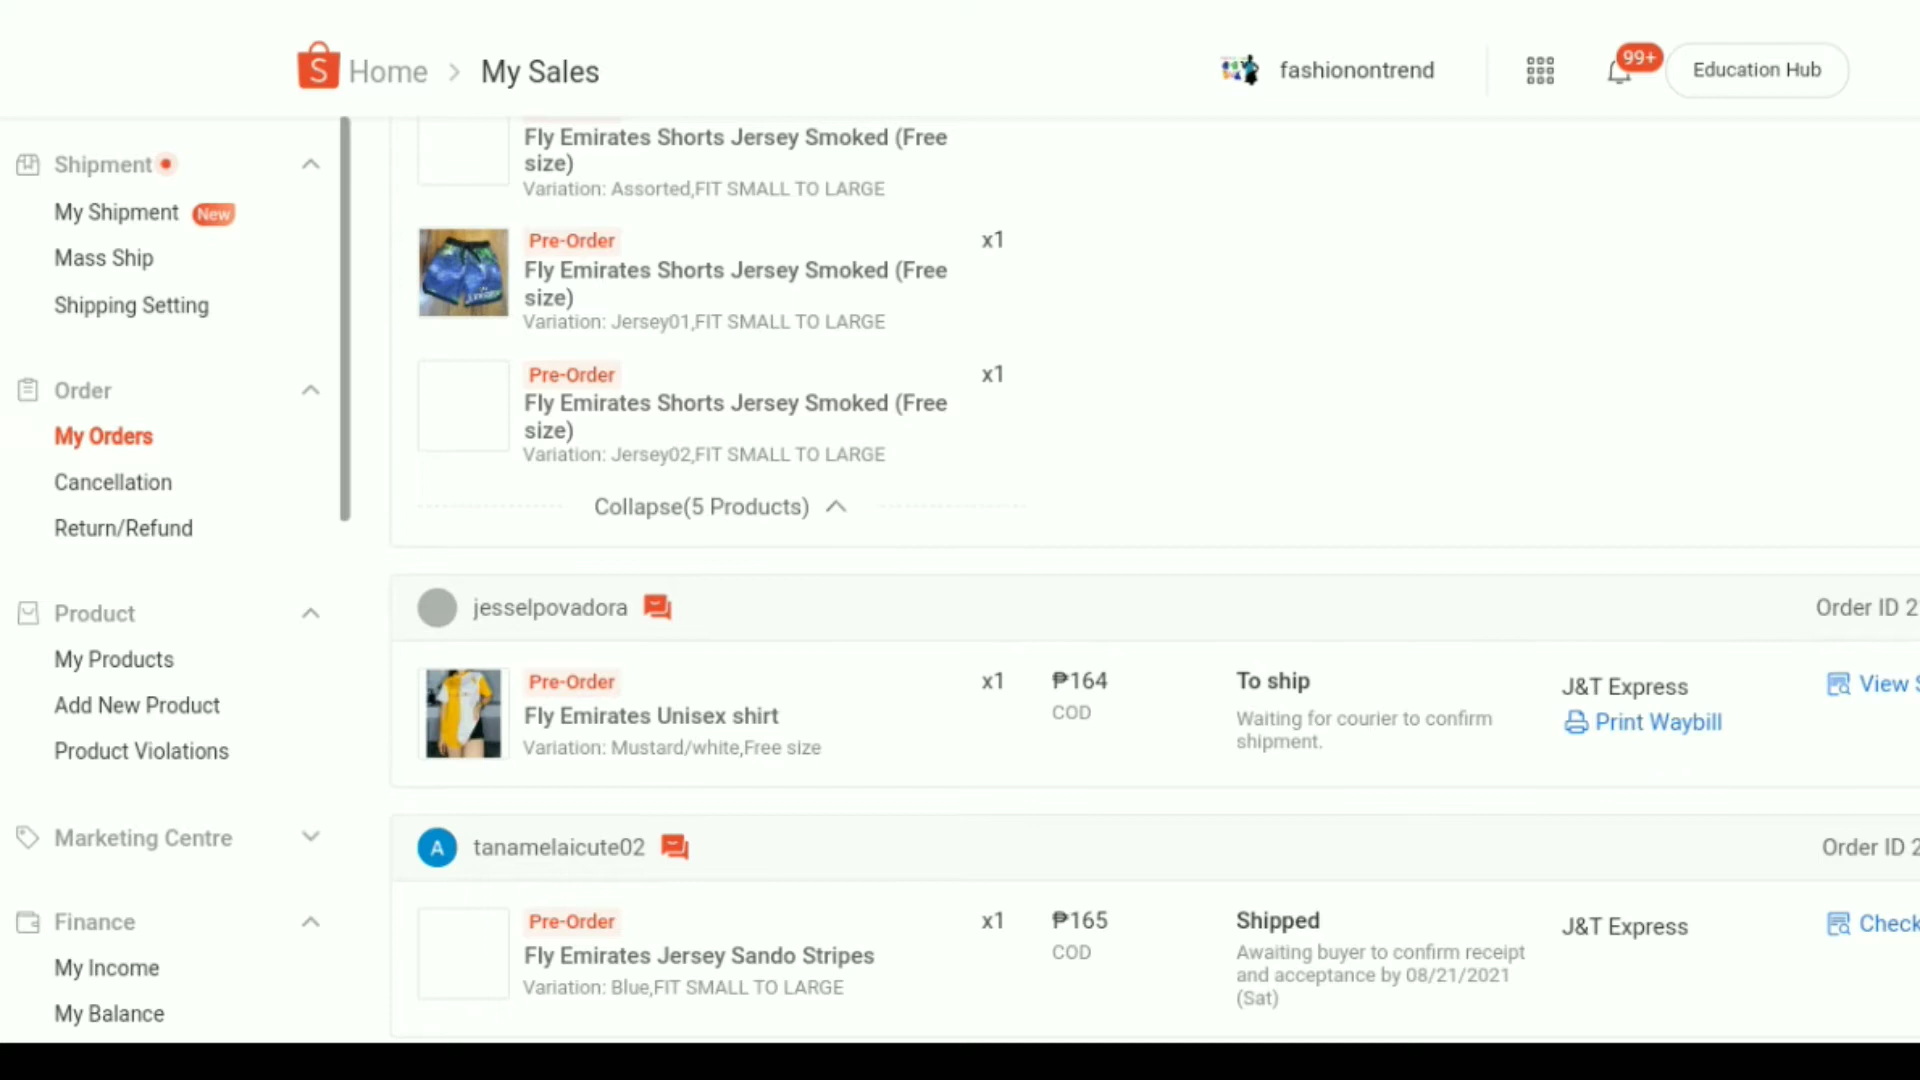 Home > My Sales
fashionontrend
99+
Education Hub
Shipment
My Shipment New
Mass Ship
Shipping Setting
Order
My Orders
Cancellation
Return/Refund
Product
My Products
Add New Product
Product Violations
Marketing Centre
Finance
My Income
My Balance
Fly Emirates Shorts Jersey Smoked (Free
size)
Variation: Assorted,FIT SMALL TO LARGE
Pre-Order
x1
Fly Emirates Shorts Jersey Smoked (Free
size)
Variation: Jersey01,FIT SMALL TO LARGE
Pre-Order
x1
Fly Emirates Shorts Jersey Smoked (Free
size)
Variation: Jersey02,FIT SMALL TO LARGE
Collapse(5 Products)
jesselpovadora
Order ID 2
Pre-Order
Fly Emirates Unisex shirt
Variation: Mustard/white,Free size
x1
₱164
COD
To ship
Waiting for courier to confirm
shipment.
J&T Express
Print Waybill
View S
A
tanamelaicute02
Order ID 2
Pre-Order
Fly Emirates Jersey Sando Stripes
Variation: Blue,FIT SMALL TO LARGE
x1
₱165
COD
Shipped
Awaiting buyer to confirm receipt
and acceptance by 08/21/2021
(Sat)
J&T Express
Check